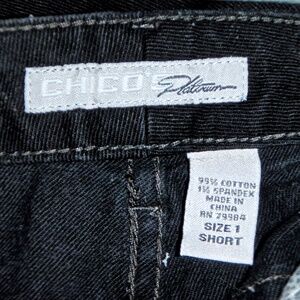 CHICO'S Platinum
99% COTTON
1% SPANDEX
MADE IN
CHINA
RN 79984
SIZE 1
SHORT